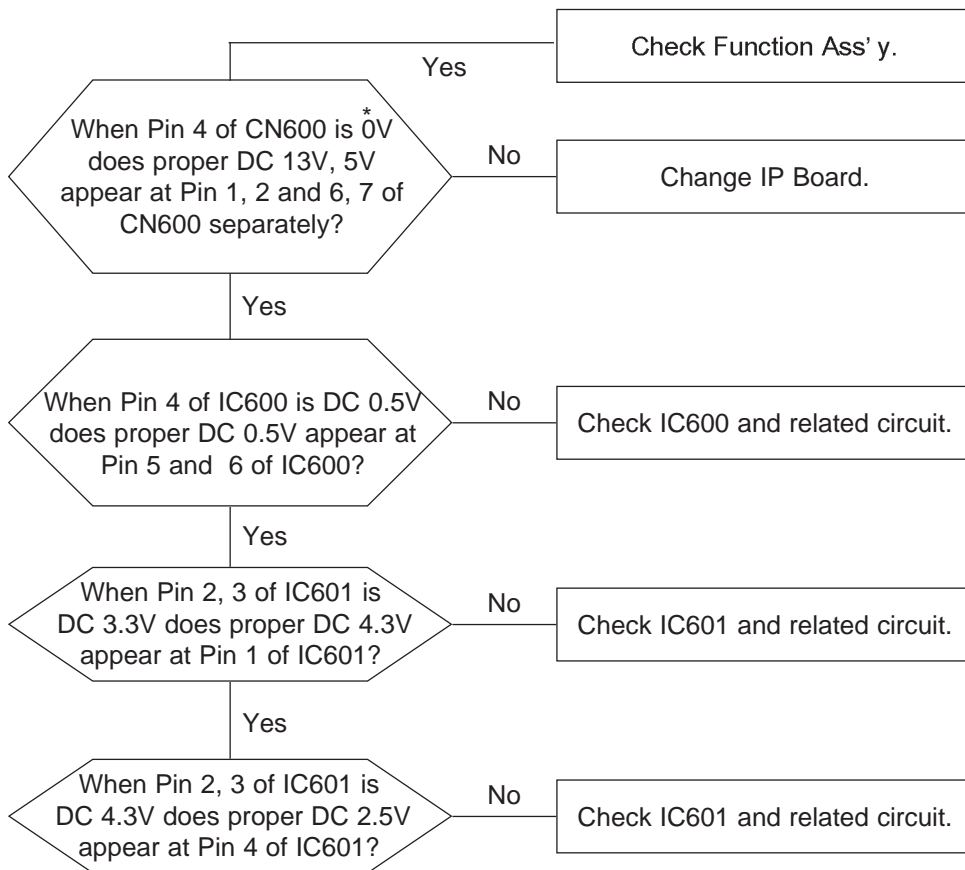 Check Function Ass' y.
Yes
When Pin 4 of CN600 is 0*V
does proper DC 13V, 5V
appear at Pin 1, 2 and 6, 7 of
CN600 separately?
No
Change IP Board.
Yes
When Pin 4 of IC600 is DC 0.5V
does proper DC 0.5V appear at
Pin 5 and 6 of IC600?
No
Check IC600 and related circuit.
Yes
When Pin 2, 3 of IC601 is
DC 3.3V does proper DC 4.3V
appear at Pin 1 of IC601?
No
Check IC601 and related circuit.
Yes
When Pin 2, 3 of IC601 is
DC 4.3V does proper DC 2.5V
appear at Pin 4 of IC601?
No
Check IC601 and related circuit.